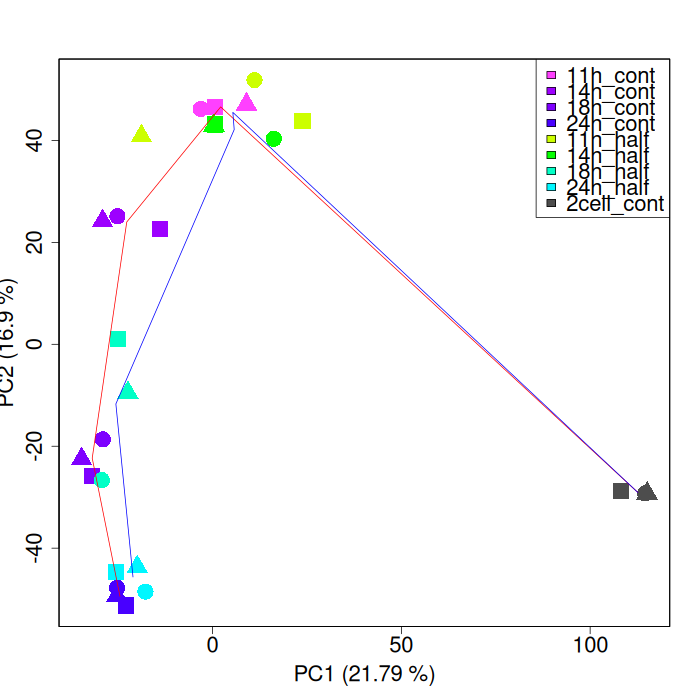 11h_cont
14h_cont
18h_cont
24h_cont
11h_half
14h_half
18h_half
24h_half
2cell_cont
40
20
0
-20
-40
PC2 (16.9 %)
0
50
100
PC1 (21.79 %)